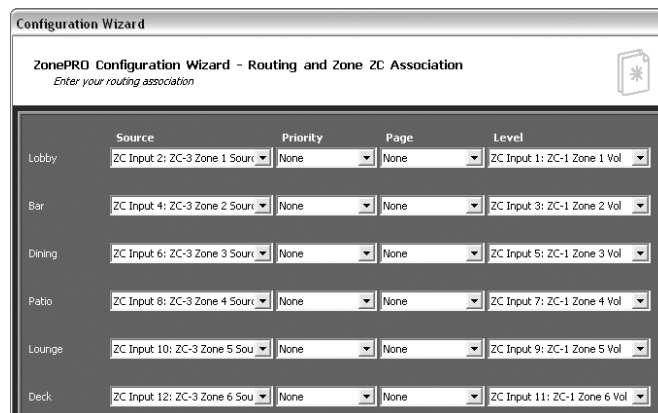 Configuration Wizard
ZonePRO Configuration Wizard - Routing and Zone ZC Association
Enter your routing association
Source Priority Page Level
Lobby ZC Input 2: ZC-3 Zone 1 Sourc None None ZC Input 1: ZC-1 Zone 1 Vol
Bar ZC Input 4: ZC-3 Zone 2 Sourc None None ZC Input 3: ZC-1 Zone 2 Vol
Dining ZC Input 6: ZC-3 Zone 3 Sourc None None ZC Input 5: ZC-1 Zone 3 Vol
Patio ZC Input 8: ZC-3 Zone 4 Sourc None None ZC Input 7: ZC-1 Zone 4 Vol
Lounge ZC Input 10: ZC-3 Zone 5 Sou None None ZC Input 9: ZC-1 Zone 5 Vol
Deck ZC Input 12: ZC-3 Zone 6 Sou None None ZC Input 11: ZC-1 Zone 6 Vol